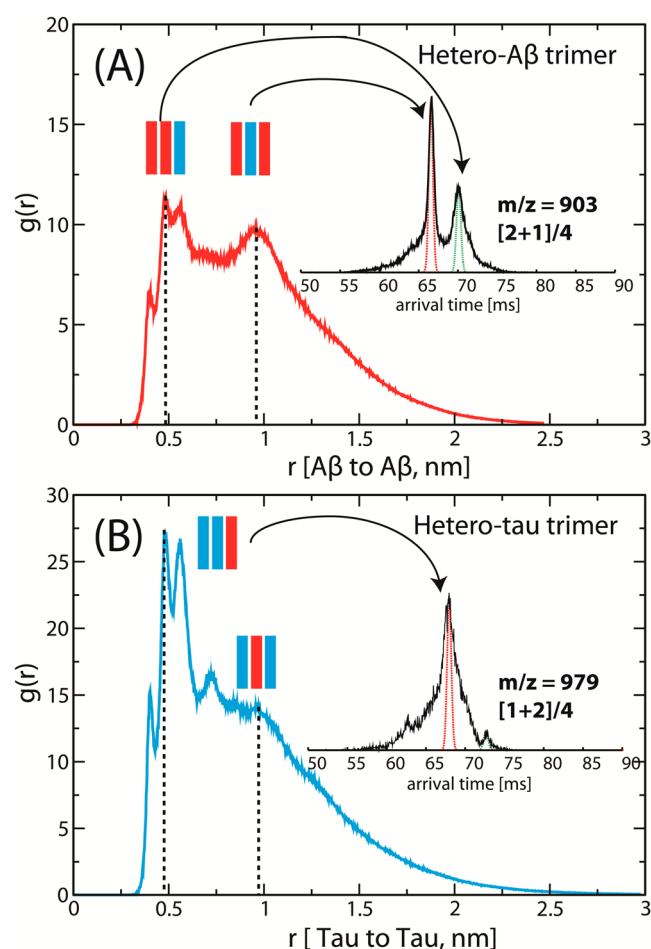 20
(A)
Hetero-Aβ trimer
15
m/z = 903
[2+1]/4
g(r)
10
50 55 60 65 70 75 80 85 90
arrival time [ms]
5
0
0 0.5 1 1.5 2 2.5 3
r [Aβ to Aβ, nm]
30
(B)
Hetero-tau trimer
25
20
m/z = 979
[1+2]/4
g(r)
15
55 60 65 70 75 80 85 90
arrival time [ms]
10
5
0
0 0.5 1 1.5 2 2.5 3
r [ Tau to Tau, nm]